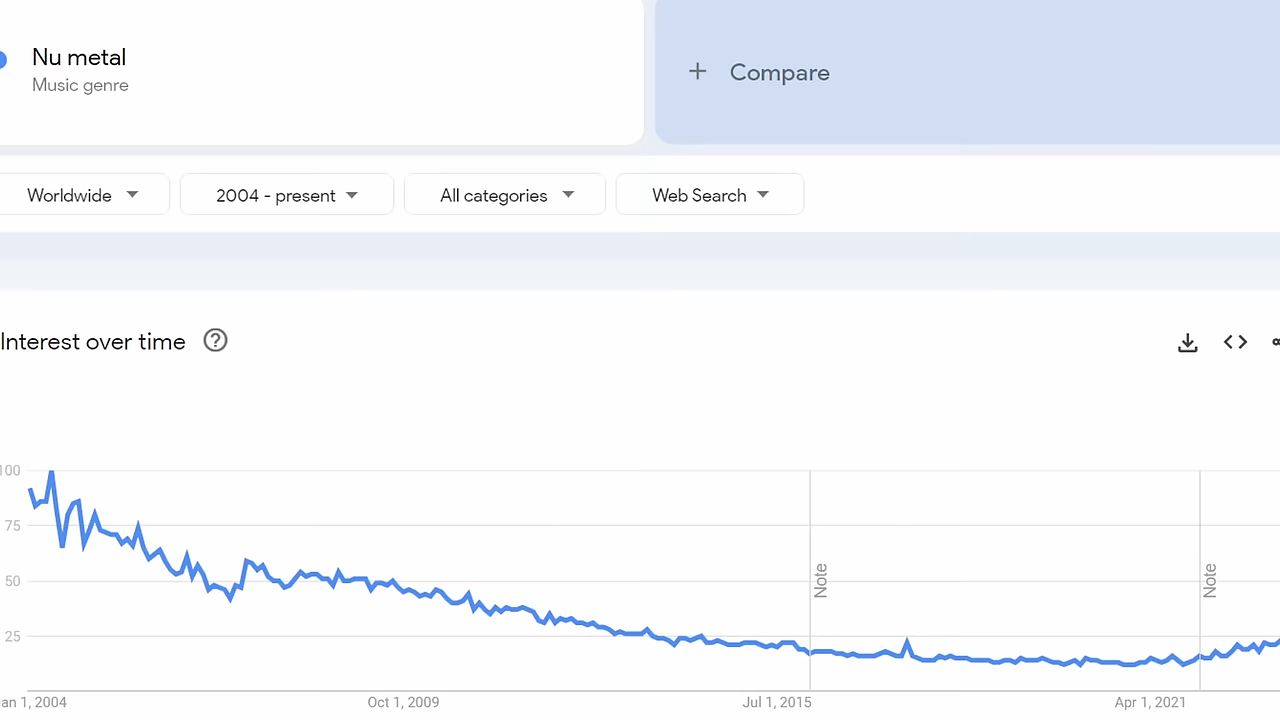 Nu metal
Music genre
+ Compare
Worldwide
2004 - present
All categories
Web Search
Interest over time
100
75
50
25
Note
Note
an 1, 2004
Oct 1, 2009
Jul 1, 2015
Apr 1, 2021